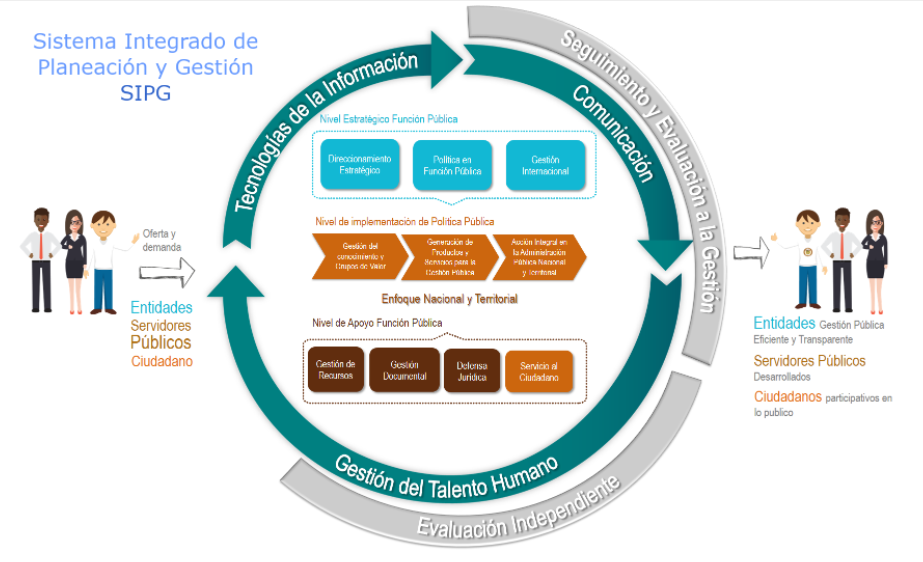 Sistema Integrado de
Planeación y Gestión
SIPG
Seguimiento y Evaluación a la Gestión
Tecnologías de la Información
Comunicación
Nivel Estratégico Función Pública
Direccionamiento
Estratégico
Política en
Función Pública
Gestión
Internacional
Nivel de implementación de Política Pública
Gestión del
conocimiento y
Grupos de Valor
Generación de
Productos y
Servicios para la
Gestión Pública
Acción Integral en
la Administración
Pública Nacional
y Territorial
Enfoque Nacional y Territorial
Nivel de Apoyo Función Pública
Gestión de
Recursos
Gestión
Documental
Defensa
Jurídica
Servicio al
Ciudadano
Oferta y
demanda
Entidades
Servidores
Públicos
Ciudadano
Entidades Gestión Pública
Eficiente y Transparente
Servidores Públicos
Desarrollados
Ciudadanos participativos en
lo publico
Gestión del Talento Humano
Evaluación Independiente